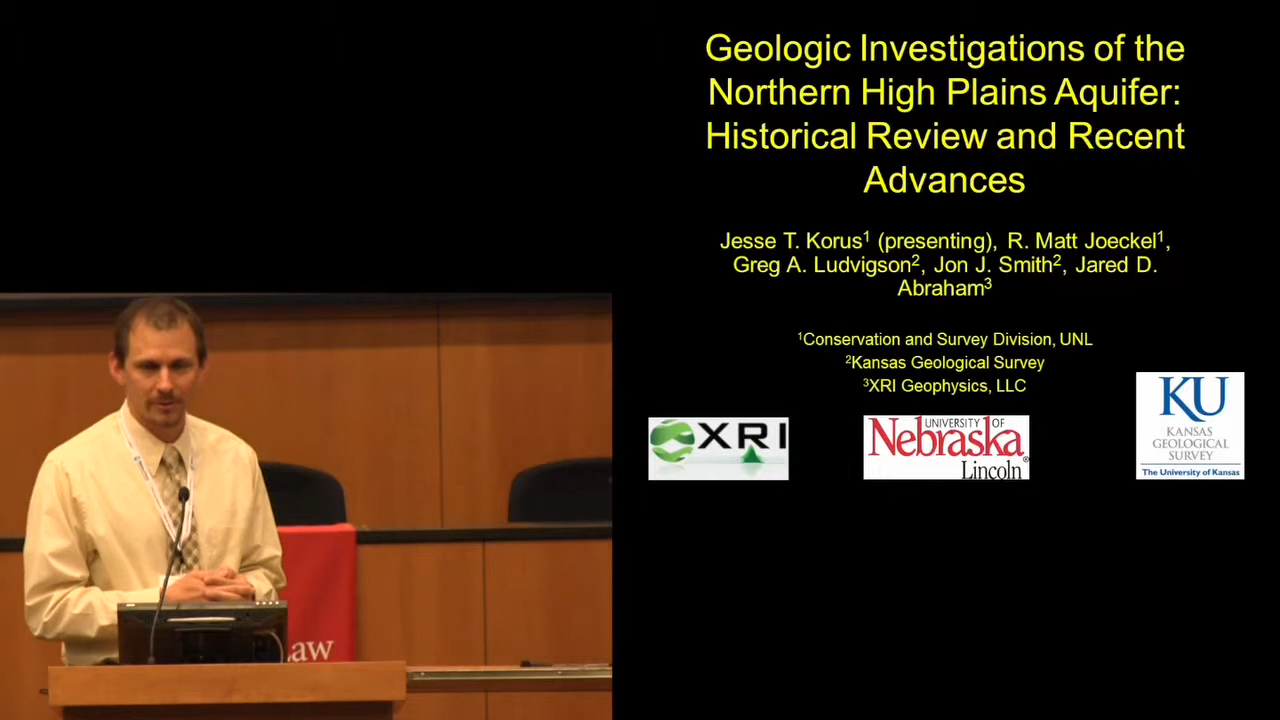 Geologic Investigations of the
Northern High Plains Aquifer:
Historical Review and Recent
Advances
Jesse T. Korus¹ (presenting), R. Matt Joeckel¹,
Greg A. Ludvigson², Jon J. Smith², Jared D.
Abraham³
¹Conservation and Survey Division, UNL
²Kansas Geological Survey
³XRI Geophysics, LLC
XRI
UNIVERSITY OF
Nebraska
Lincoln®
KU
KANSAS
GEOLOGICAL
SURVEY
The University of Kansas
Law